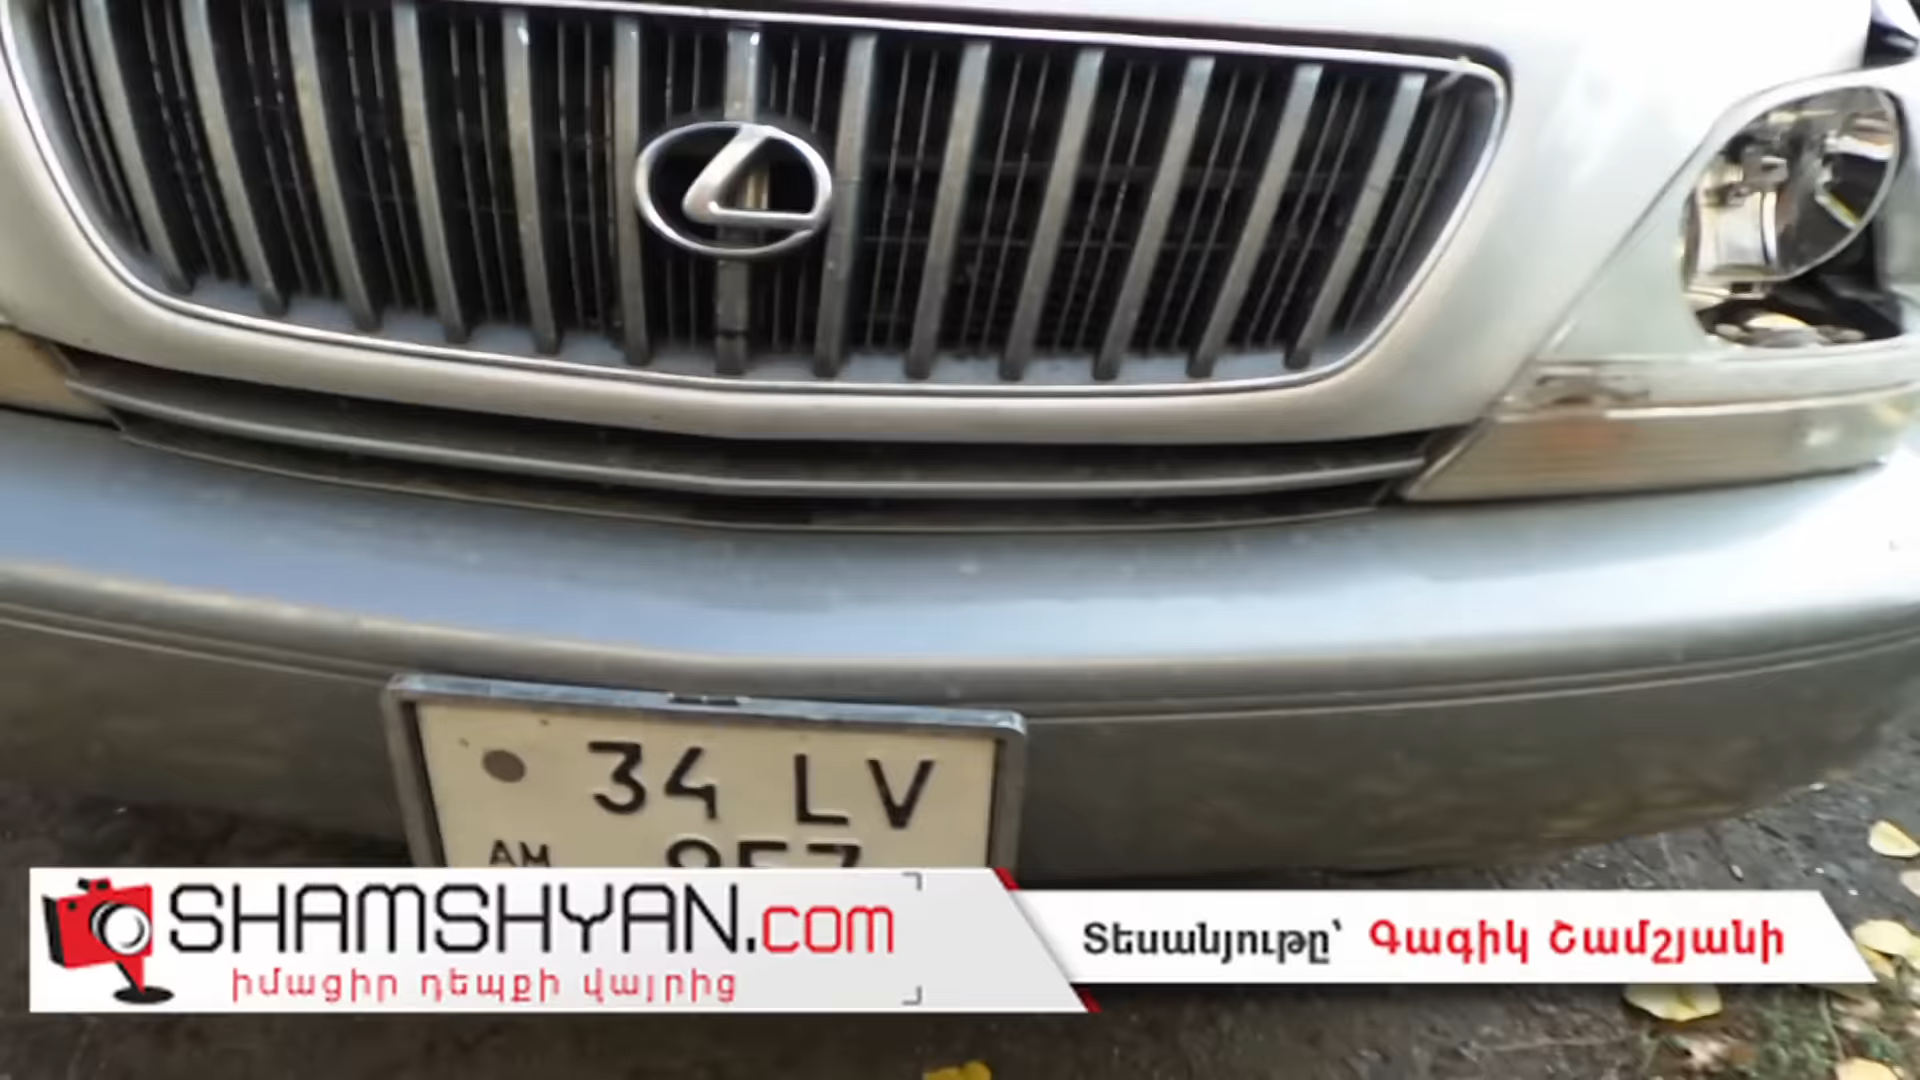 34 LV
AM
SHAMSHYAN.com
իմացիր դեպքի վայրից
Տեսանյութը՝ Գագիկ Շամշյանի